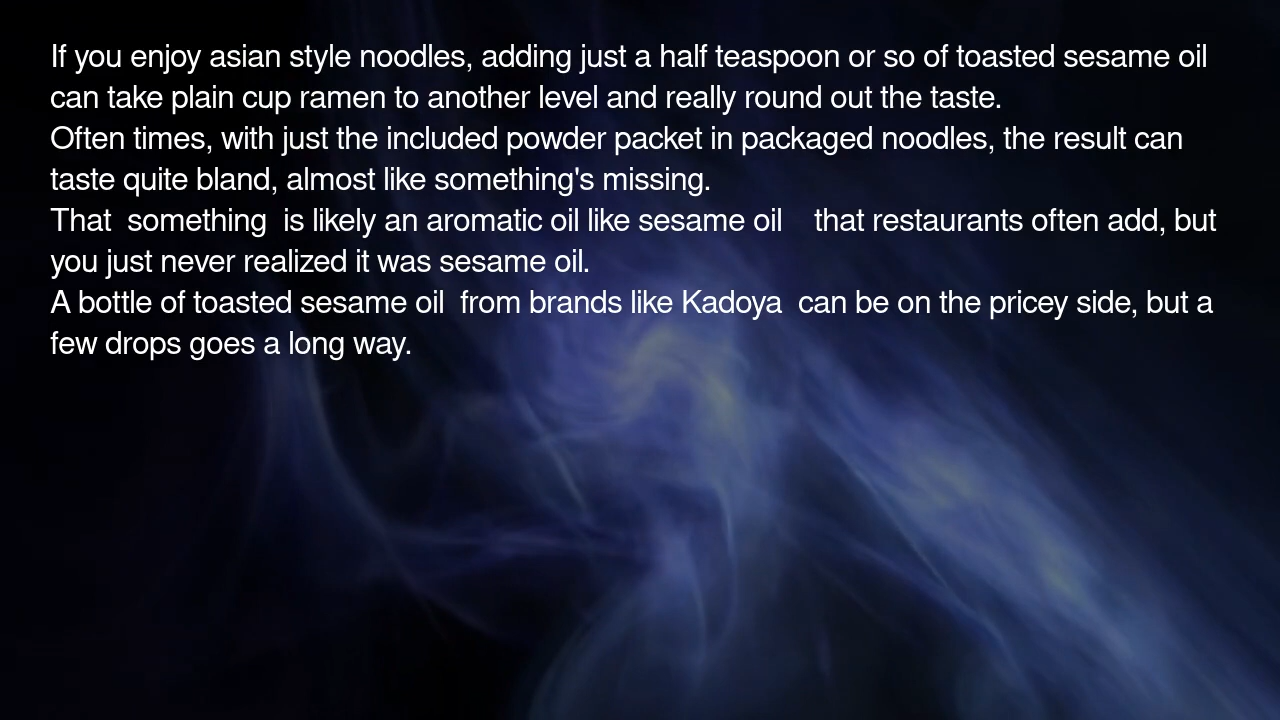 If you enjoy asian style noodles, adding just a half teaspoon or so of toasted sesame oil
can take plain cup ramen to another level and really round out the taste.
Often times, with just the included powder packet in packaged noodles, the result can
taste quite bland, almost like something's missing.
That  something  is likely an aromatic oil like sesame oil    that restaurants often add, but
you just never realized it was sesame oil.
A bottle of toasted sesame oil  from brands like Kadoya  can be on the pricey side, but a
few drops goes a long way.